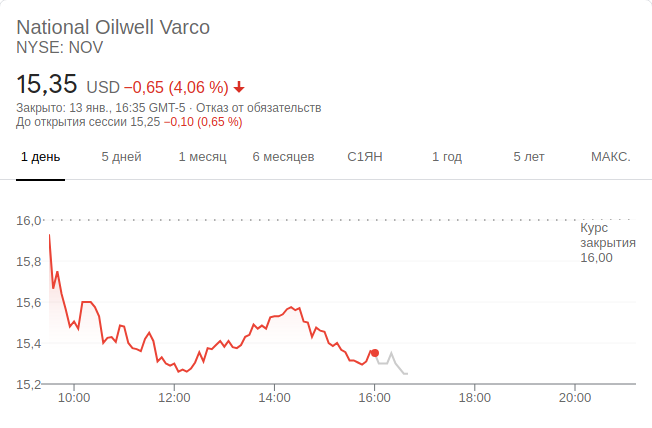 National Oilwell Varco
NYSE: NOV
15,35 USD −0,65 (4,06 %)
Закрыто: 13 янв., 16:35 GMT-5 · Отказ от обязательств
До открытия сессии 15,25 −0,10 (0,65 %)
1 день 5 дней 1 месяц 6 месяцев С1ЯН 1 год 5 лет МАКС.
16,0
Курс
закрытия
16,00
15,8
15,6
15,4
15,2
10:00 12:00 14:00 16:00 18:00 20:00